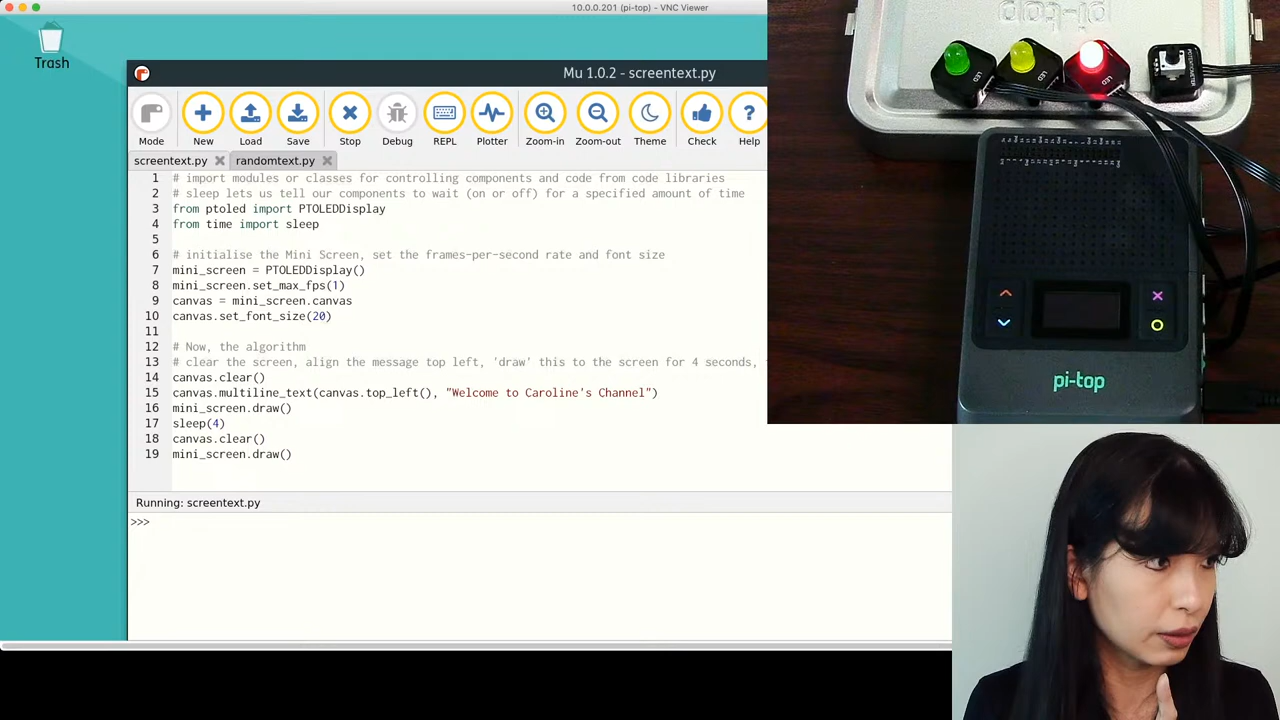 10.0.0.201 (pi-top) - VNC Viewer
Trash
Mu 1.0.2 - screentext.py
Mode New Load Save Stop Debug REPL Plotter Zoom-in Zoom-out Theme Check Help
screentext.py randomtext.py
1 # import modules or classes for controlling components and code from code libraries
2 # sleep lets us tell our components to wait (on or off) for a specified amount of time
3 from ptoled import PTOLEDDisplay
4 from time import sleep
5
6 # initialise the Mini Screen, set the frames-per-second rate and font size
7 mini_screen = PTOLEDDisplay()
8 mini_screen.set_max_fps(1)
9 canvas = mini_screen.canvas
10 canvas.set_font_size(20)
11
12 # Now, the algorithm
13 # clear the screen, align the message top left, 'draw' this to the screen for 4 seconds,
14 canvas.clear()
15 canvas.multiline_text(canvas.top_left(), "Welcome to Caroline's Channel")
16 mini_screen.draw()
17 sleep(4)
18 canvas.clear()
19 mini_screen.draw()
Running: screentext.py
>>>
pi-top
LED
LED
LED
POTENTIOMETER
pi-top